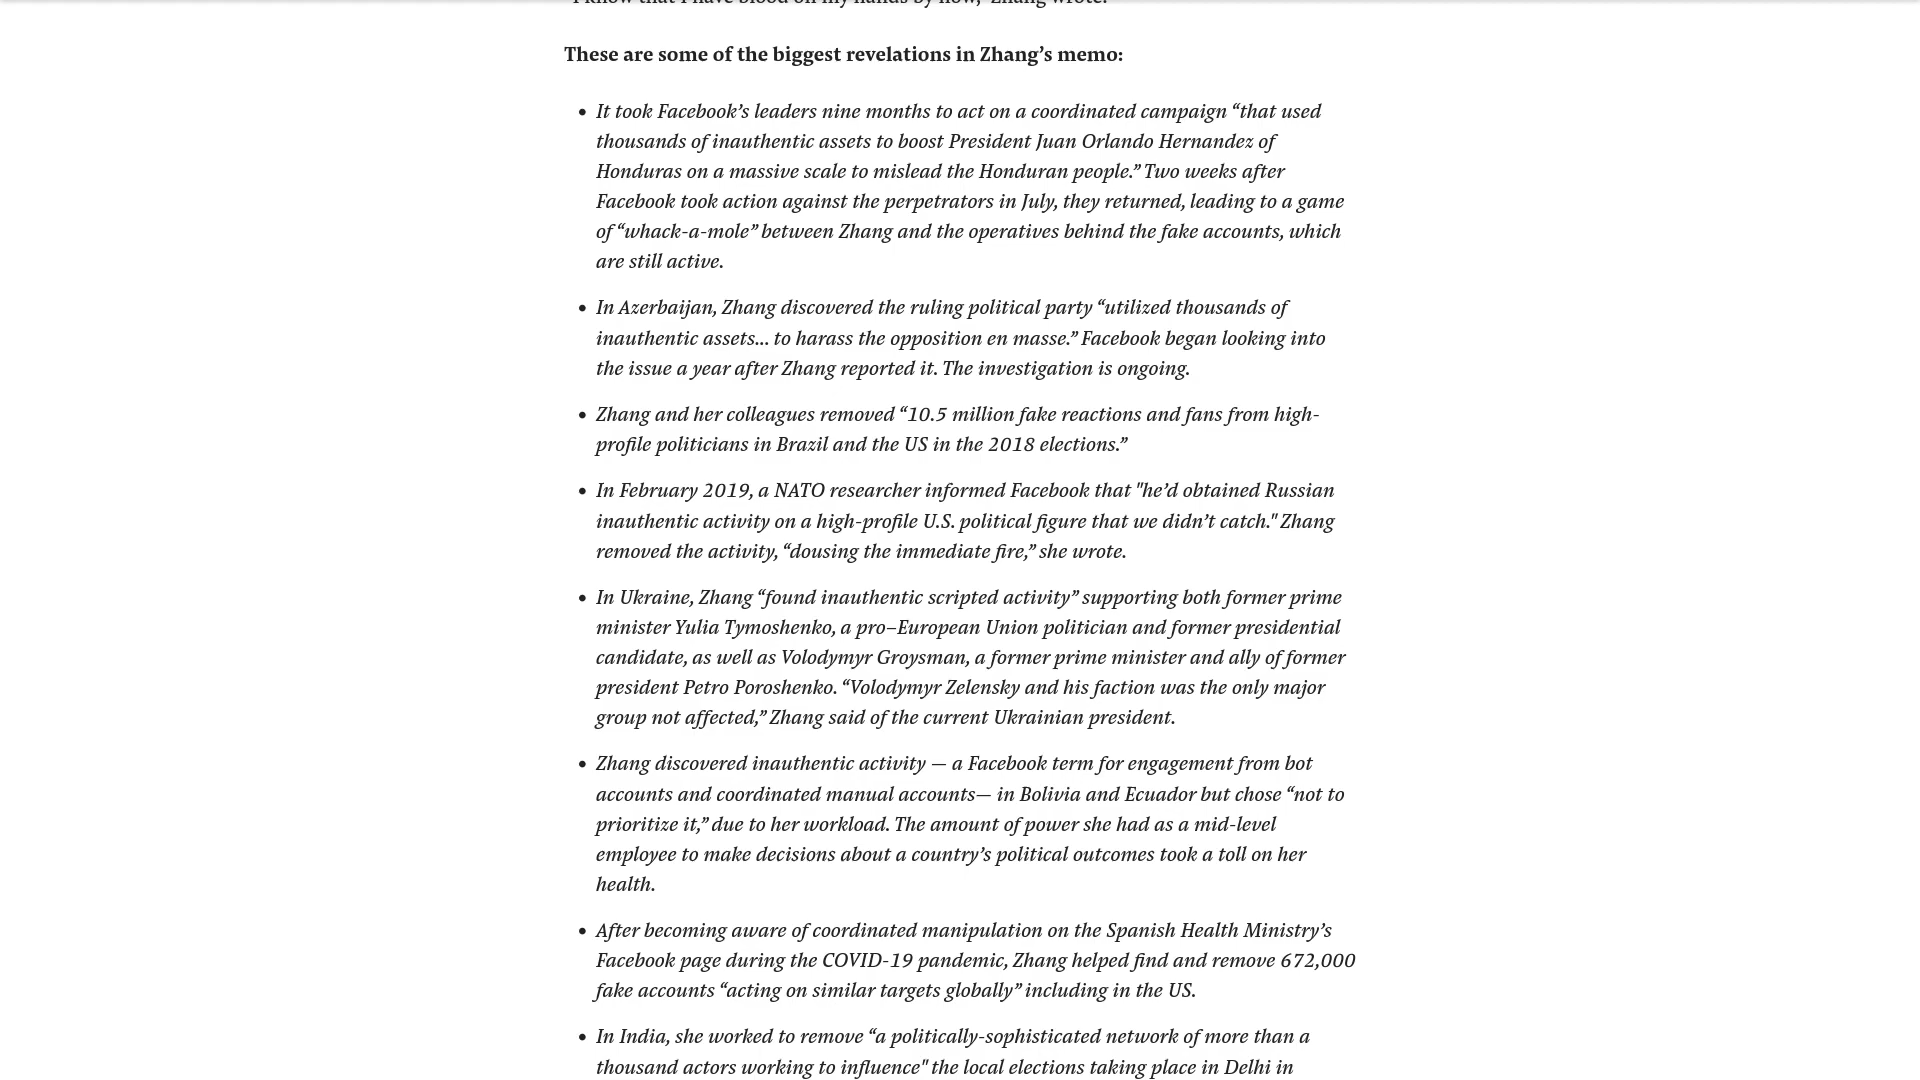 "I know that I have blood on my hands by now," Zhang wrote.
These are some of the biggest revelations in Zhang’s memo:
• It took Facebook’s leaders nine months to act on a coordinated campaign “that used
thousands of inauthentic assets to boost President Juan Orlando Hernandez of
Honduras on a massive scale to mislead the Honduran people.” Two weeks after
Facebook took action against the perpetrators in July, they returned, leading to a game
of “whack-a-mole” between Zhang and the operatives behind the fake accounts, which
are still active.
• In Azerbaijan, Zhang discovered the ruling political party “utilized thousands of
inauthentic assets... to harass the opposition en masse.” Facebook began looking into
the issue a year after Zhang reported it. The investigation is ongoing.
• Zhang and her colleagues removed “10.5 million fake reactions and fans from high-
profile politicians in Brazil and the US in the 2018 elections.”
• In February 2019, a NATO researcher informed Facebook that "he’d obtained Russian
inauthentic activity on a high-profile U.S. political figure that we didn’t catch." Zhang
removed the activity, “dousing the immediate fire,” she wrote.
• In Ukraine, Zhang “found inauthentic scripted activity” supporting both former prime
minister Yulia Tymoshenko, a pro–European Union politician and former presidential
candidate, as well as Volodymyr Groysman, a former prime minister and ally of former
president Petro Poroshenko. “Volodymyr Zelensky and his faction was the only major
group not affected,” Zhang said of the current Ukrainian president.
• Zhang discovered inauthentic activity — a Facebook term for engagement from bot
accounts and coordinated manual accounts— in Bolivia and Ecuador but chose “not to
prioritize it,” due to her workload. The amount of power she had as a mid-level
employee to make decisions about a country’s political outcomes took a toll on her
health.
• After becoming aware of coordinated manipulation on the Spanish Health Ministry’s
Facebook page during the COVID-19 pandemic, Zhang helped find and remove 672,000
fake accounts “acting on similar targets globally” including in the US.
• In India, she worked to remove “a politically-sophisticated network of more than a
thousand actors working to influence" the local elections taking place in Delhi in